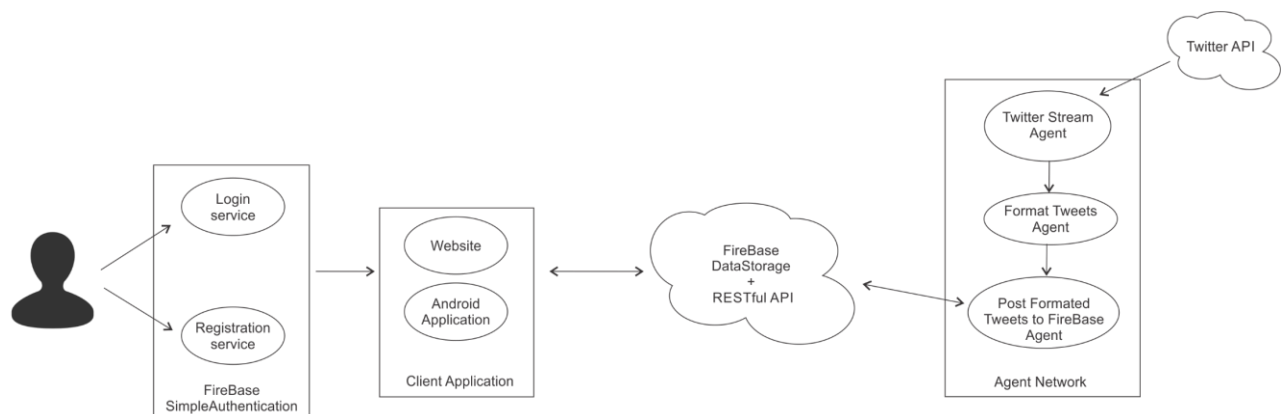 Login
service
Registration
service
FireBase
SimpleAuthentication
Website
Android
Application
Client Application
FireBase
DataStorage
+
RESTful API
Twitter API
Twitter Stream
Agent
Format Tweets
Agent
Post Formated
Tweets to FireBase
Agent
Agent Network